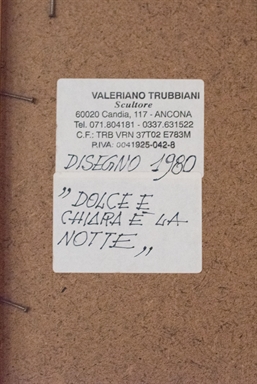 VALERIANO TRUBBIANI
Scultore
60020 Candia, 117 - ANCONA
Tel. 071.804181 - 0337.631522
C.F.: TRB VRN 37T02 E783M
P.IVA: 0041925-042-8
DISEGNO 1980
„ DOLCE E
CHIARA È LA
NOTTE „